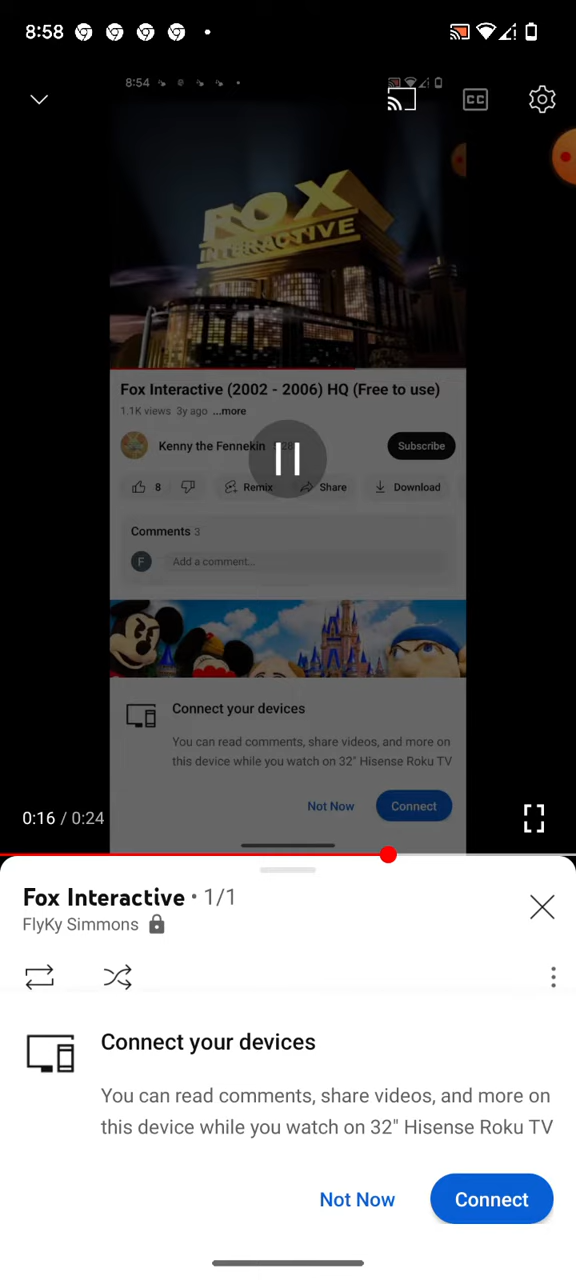 8:58
8:54
CC
FOX
INTERACTIVE
Fox Interactive (2002 - 2006) HQ (Free to use)
1.1K views 3y ago ...more
Kenny the Fennekin
Subscribe
8 Remix Share Download
Comments 3
F Add a comment...
Connect your devices
You can read comments, share videos, and more on
this device while you watch on 32" Hisense Roku TV
Not Now Connect
0:16 / 0:24
Fox Interactive • 1/1
FlyKy Simmons
Connect your devices
You can read comments, share videos, and more on
this device while you watch on 32" Hisense Roku TV
Not Now Connect